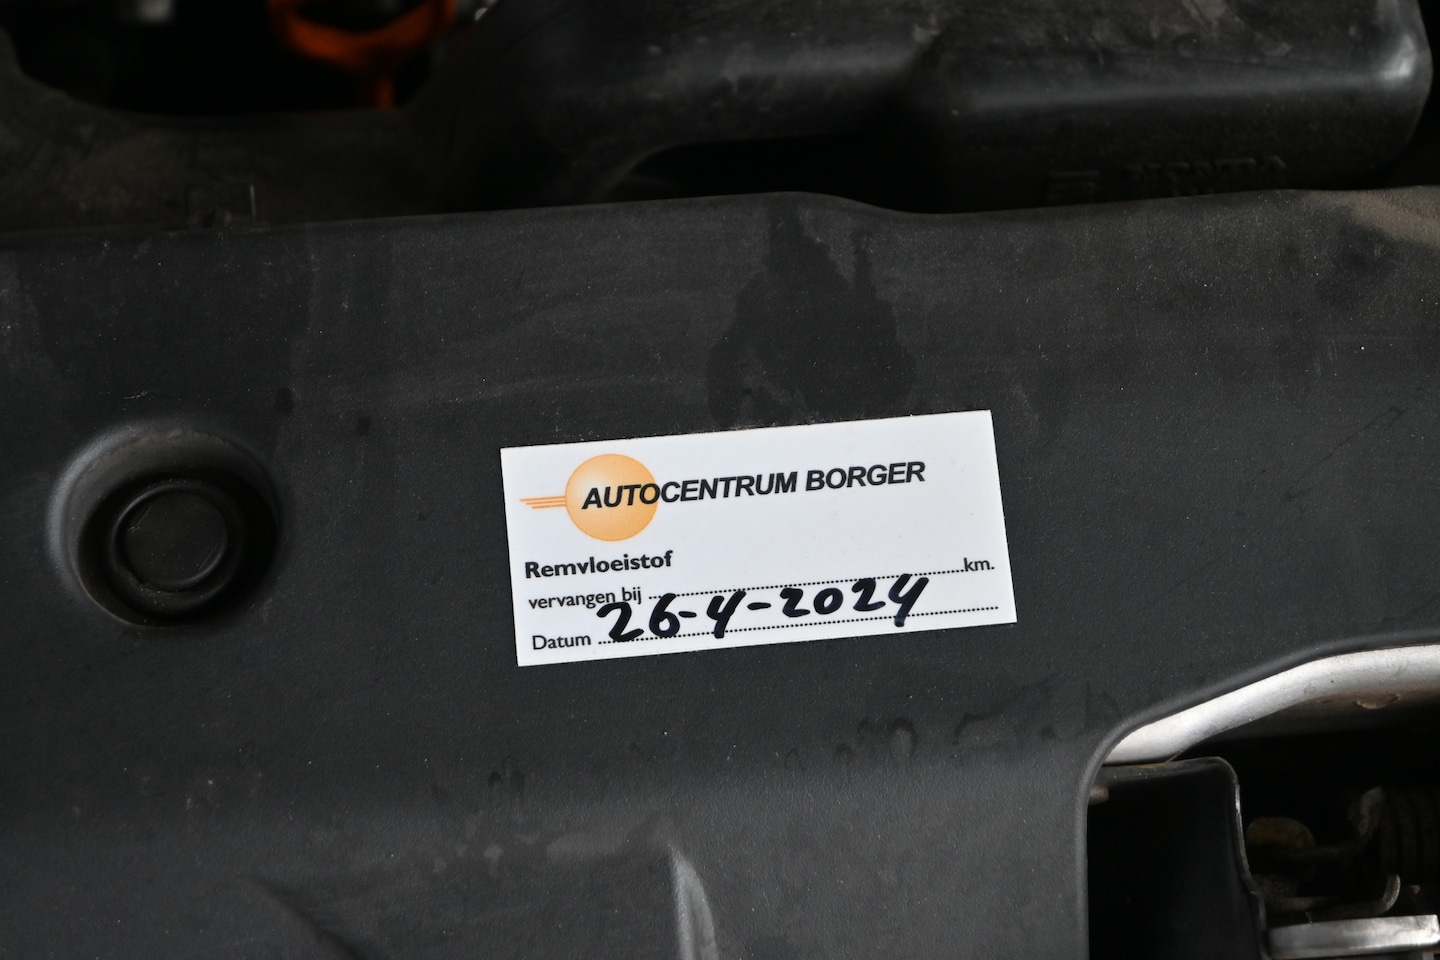 AUTOCENTRUM BORGER
Remvloeistof
vervangen bij ........................................ km.
Datum 26-4-2024